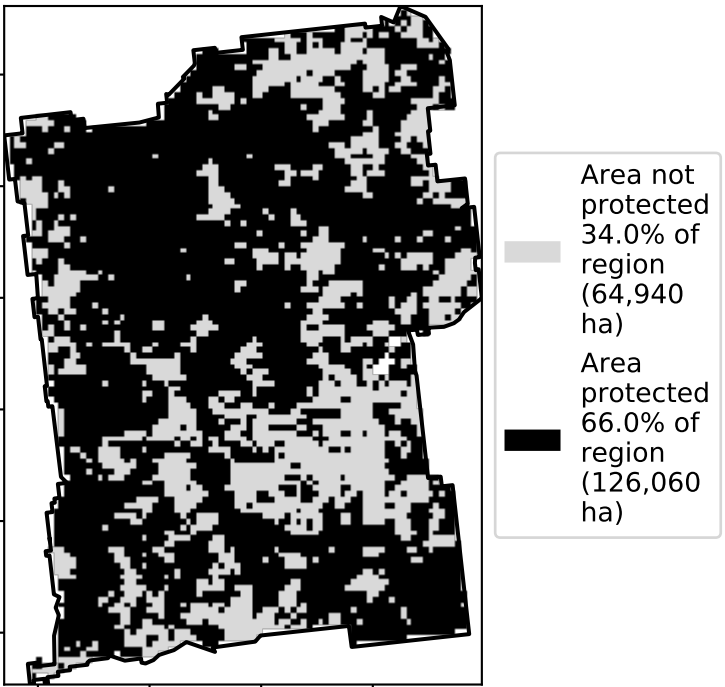 Area not
protected
34.0% of
region
(64,940
ha)
Area
protected
66.0% of
region
(126,060
ha)